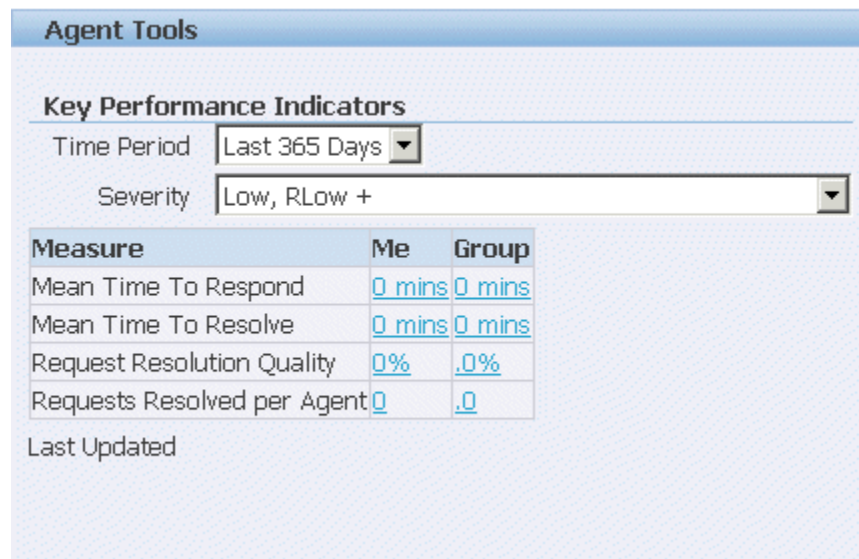 Agent Tools
Key Performance Indicators
Time Period Last 365 Days
Severity Low, RLow +
Measure Me Group
Mean Time To Respond 0 mins 0 mins
Mean Time To Resolve 0 mins 0 mins
Request Resolution Quality 0% .0%
Requests Resolved per Agent 0 .0
Last Updated